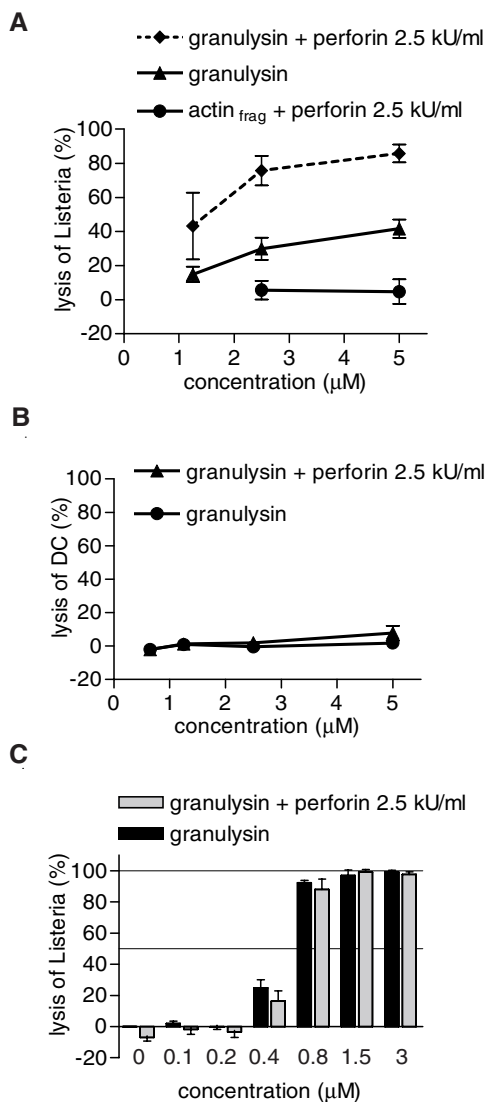 A
granulysin + perforin 2.5 kU/ml
granulysin
actin frag + perforin 2.5 kU/ml
lysis of Listeria (%)
100
80
60
40
20
0
-20
0 1 2 3 4 5
concentration (μM)
B
granulysin + perforin 2.5 kU/ml
granulysin
lysis of DC (%)
100
80
60
40
20
0
-20
0 1 2 3 4 5
concentration (μM)
C
granulysin + perforin 2.5 kU/ml
granulysin
lysis of Listeria (%)
100
80
60
40
20
0
-20
0 0.1 0.2 0.4 0.8 1.5 3
concentration (μM)